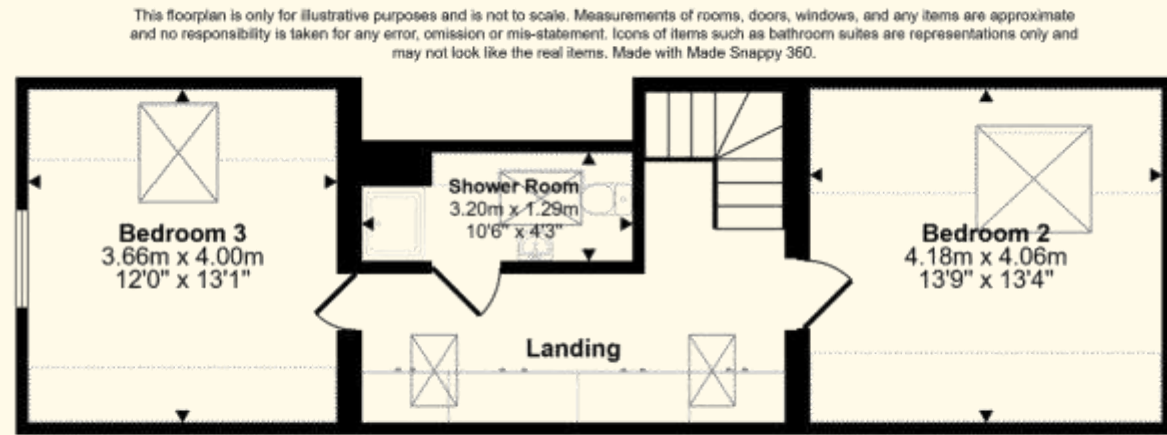 This floorplan is only for illustrative purposes and is not to scale. Measurements of rooms, doors, windows, and any items are approximate
and no responsibility is taken for any error, omission or mis-statement. Icons of items such as bathroom suites are representations only and
may not look like the real items. Made with Made Snappy 360.
Shower Room
3.20m x 1.29m
10'6" x 4'3"
Bedroom 3
3.66m x 4.00m
12'0" x 13'1"
Bedroom 2
4.18m x 4.06m
13'9" x 13'4"
Landing